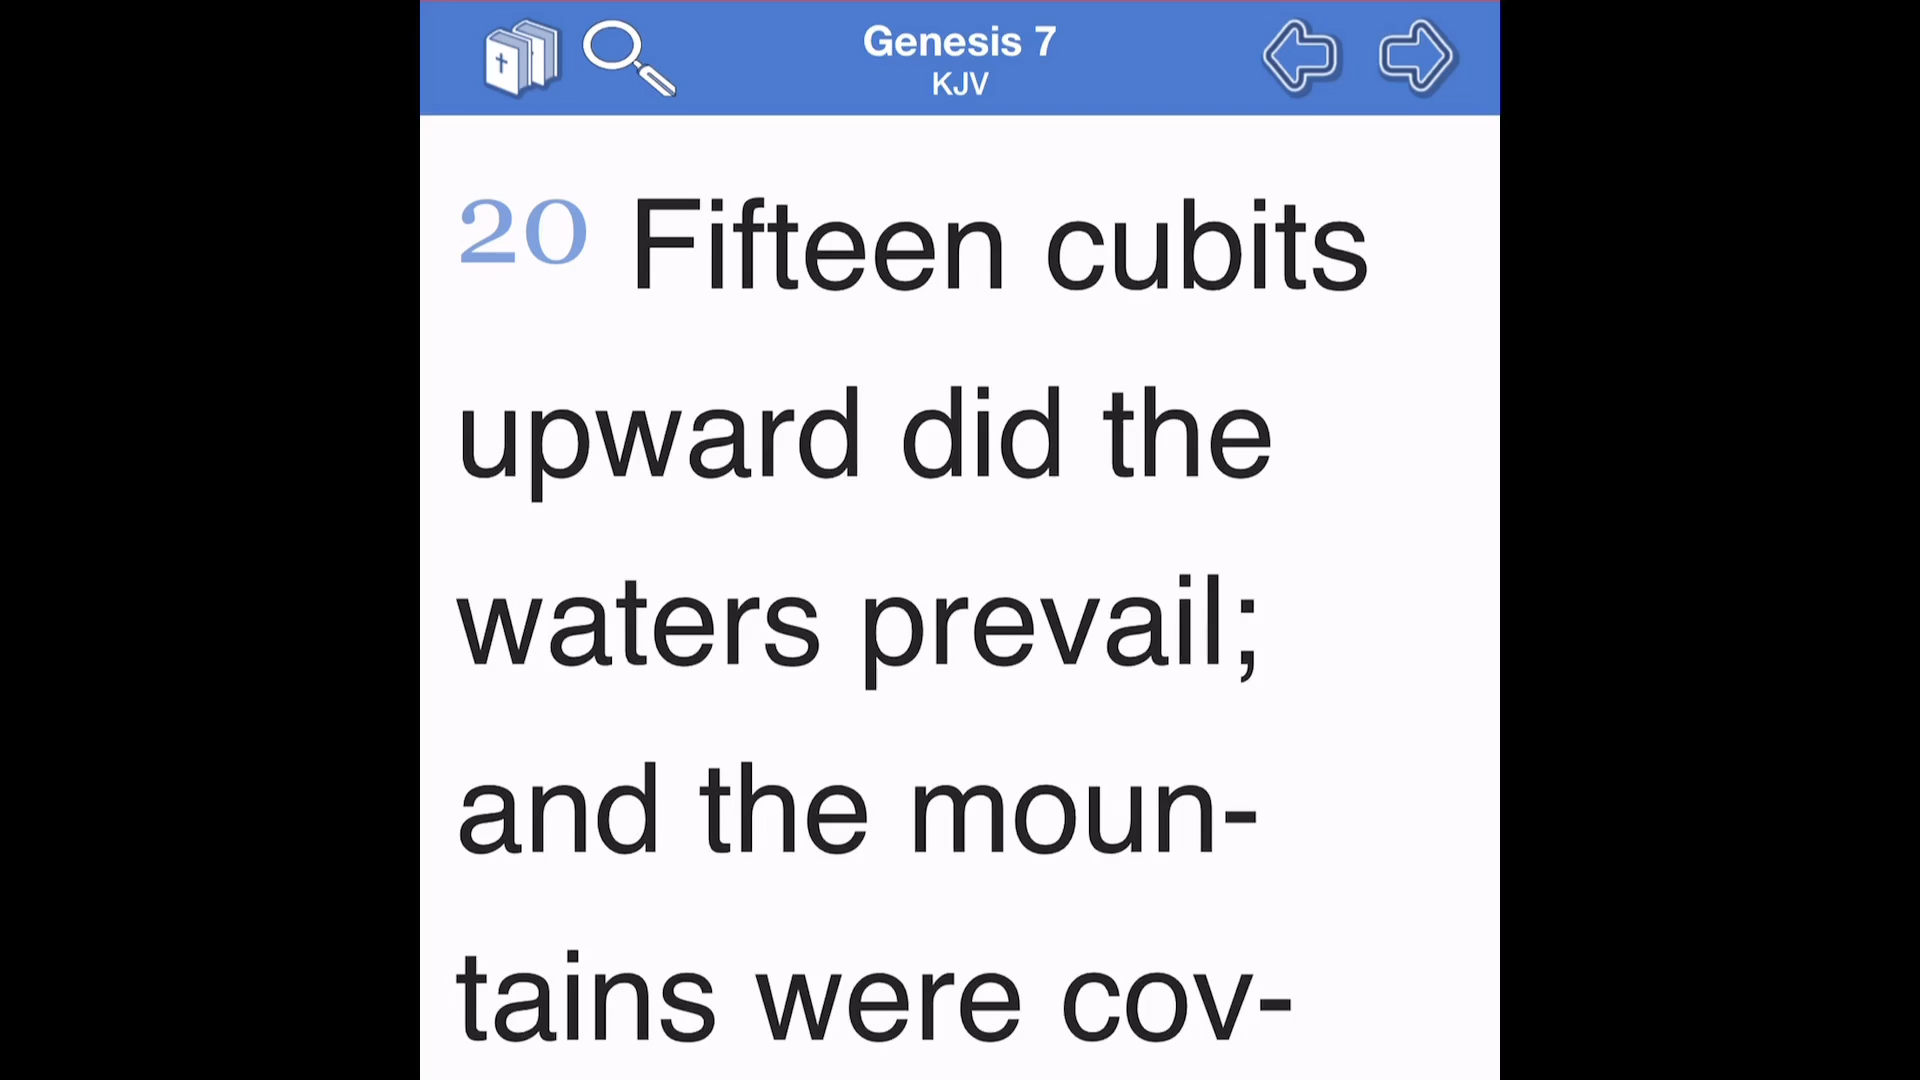 Genesis 7
KJV
20 Fifteen cubits
upward did the
waters prevail;
and the moun-
tains were cov-